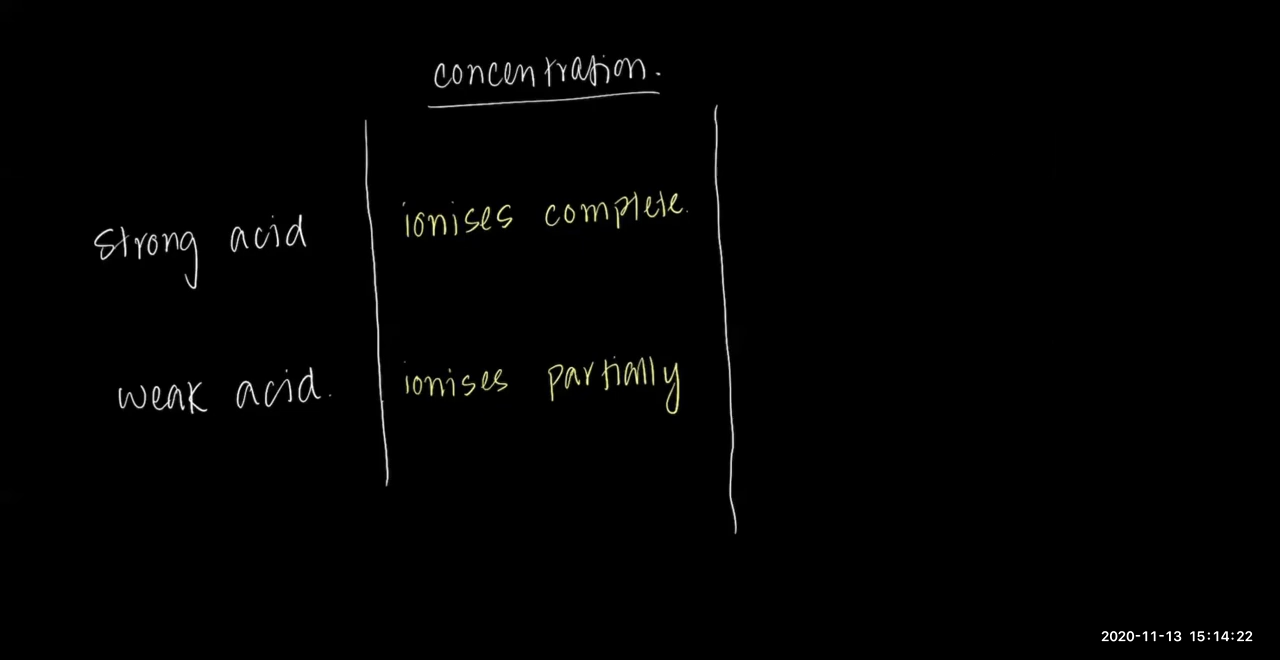 concentration.
strong acid ionises complete.
weak acid. ionises partially
2020-11-13 15:14:22